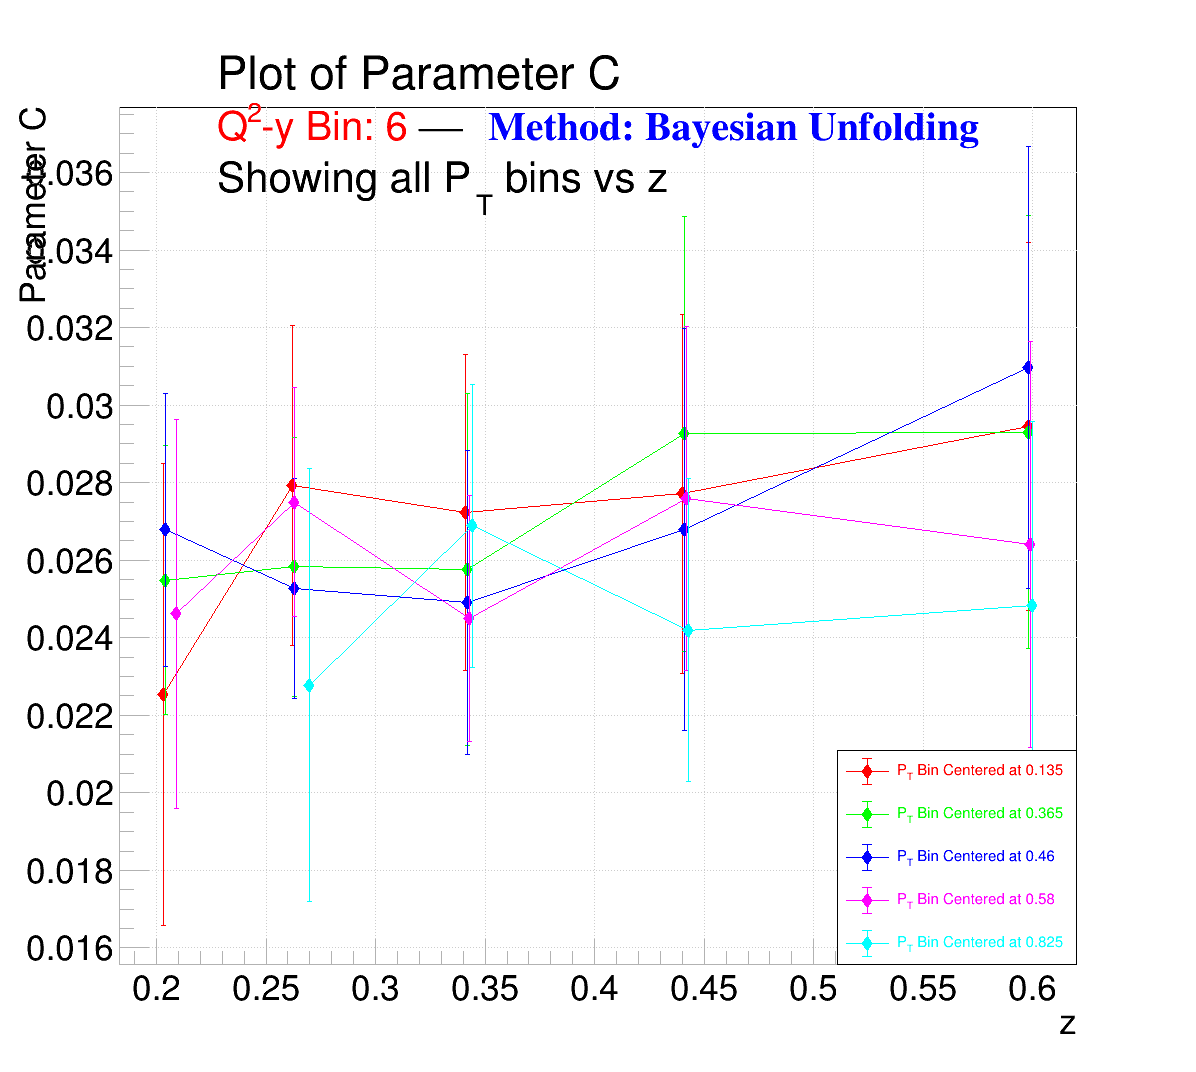 Plot of Parameter C
Q²-y Bin: 6 — Method: Bayesian Unfolding
Showing all P_T bins vs z
Parameter C
0.036
0.034
0.032
0.03
0.028
0.026
0.024
0.022
0.02
0.018
0.016
P_T Bin Centered at 0.135
P_T Bin Centered at 0.365
P_T Bin Centered at 0.46
P_T Bin Centered at 0.58
P_T Bin Centered at 0.825
0.2 0.25 0.3 0.35 0.4 0.45 0.5 0.55 0.6
z